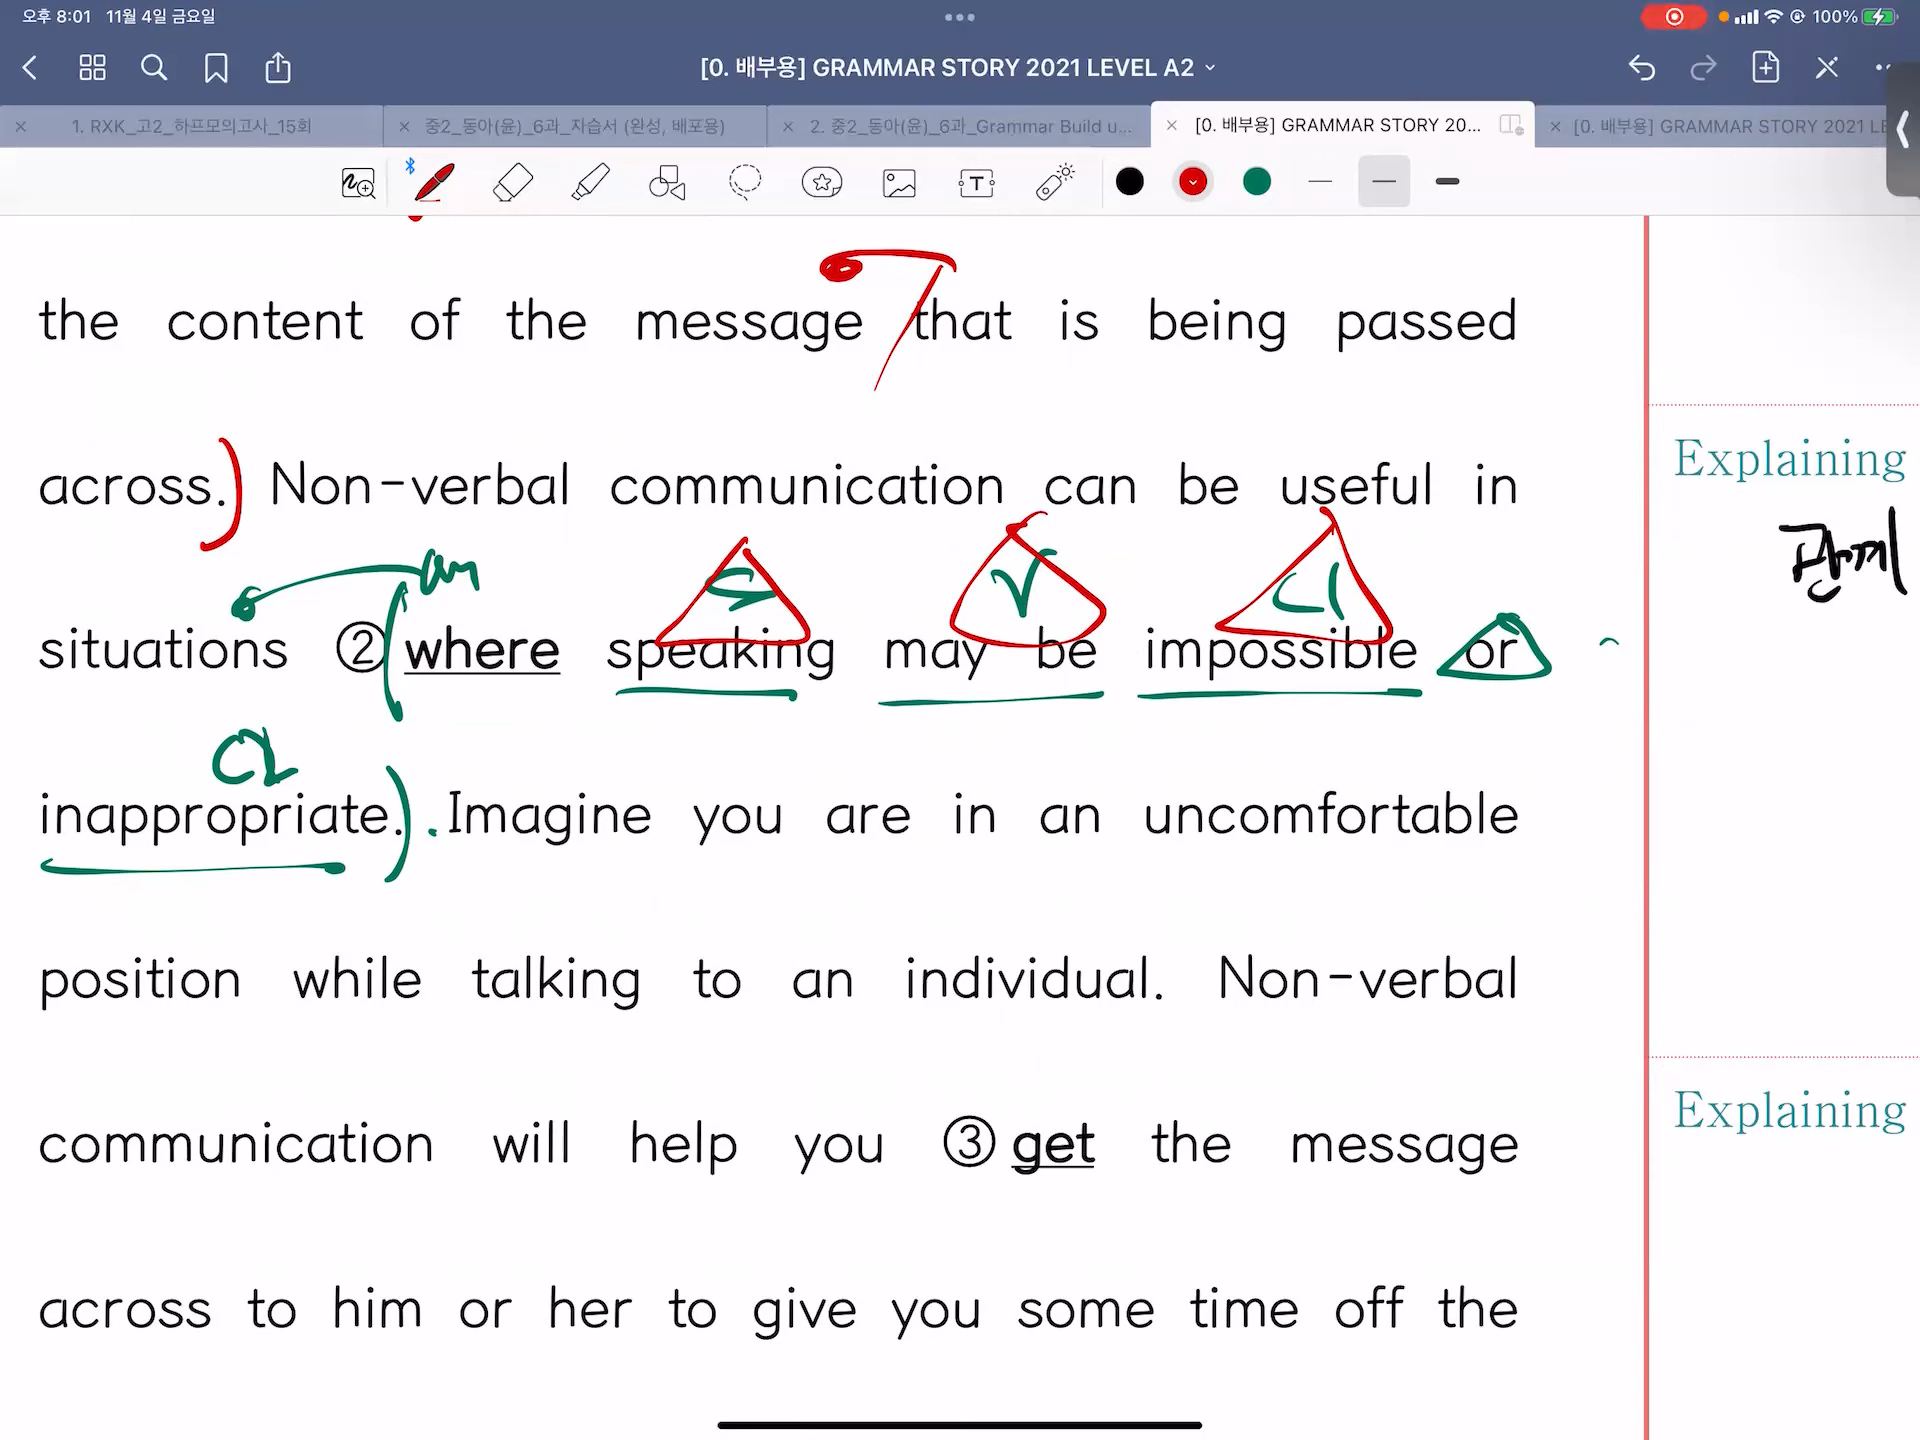 오후 8:01 11월 4일 금요일
100%
[0. 배부용] GRAMMAR STORY 2021 LEVEL A2
1. RXK_고2_하프모의고사_15회
중2_동아(윤)_6과_자습서 (완성, 배포용)
2. 중2_동아(윤)_6과_Grammar Build u...
[0. 배부용] GRAMMAR STORY 20...
[0. 배부용] GRAMMAR STORY 2021 LE
T
the content of the message that is being passed
across. Non-verbal communication can be useful in
Explaining
관계
S V C1
situations ② where speaking may be impossible or
C2
inappropriate. Imagine you are in an uncomfortable
position while talking to an individual. Non-verbal
Explaining
communication will help you ③ get the message
across to him or her to give you some time off the